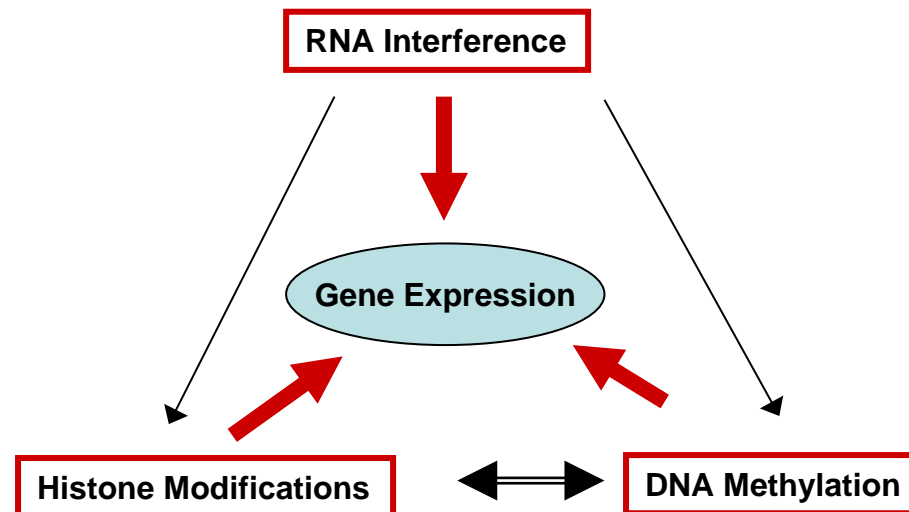 RNA Interference
Gene Expression
Histone Modifications
DNA Methylation